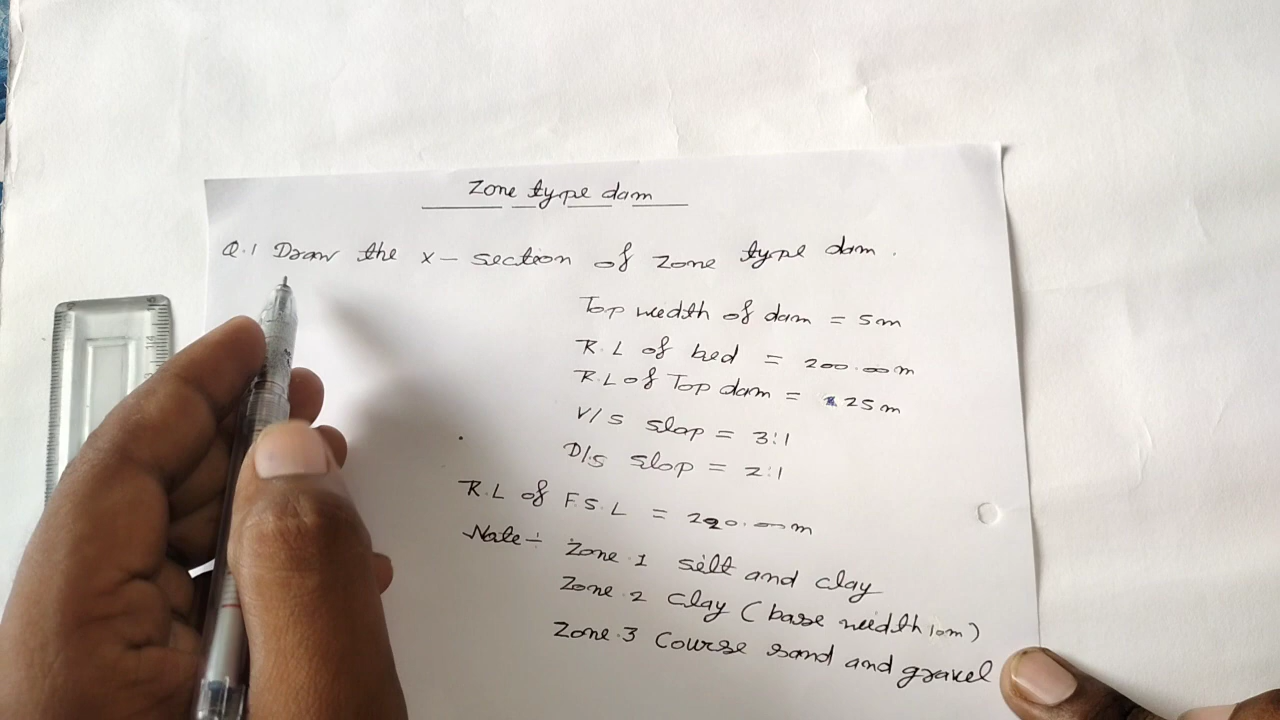 Zone type dam
Q.1 Draw the x-section of zone type dam.
Top width of dam = 5m
R.L of bed = 200.00m
R.L of Top dam = 25m
V/s slop = 3:1
D/s slop = 2:1
R.L of F.S.L = 220.00m
Note÷ Zone.1 silt and clay
Zone.2 clay (base width 10m)
Zone.3 Course sand and gravel
14